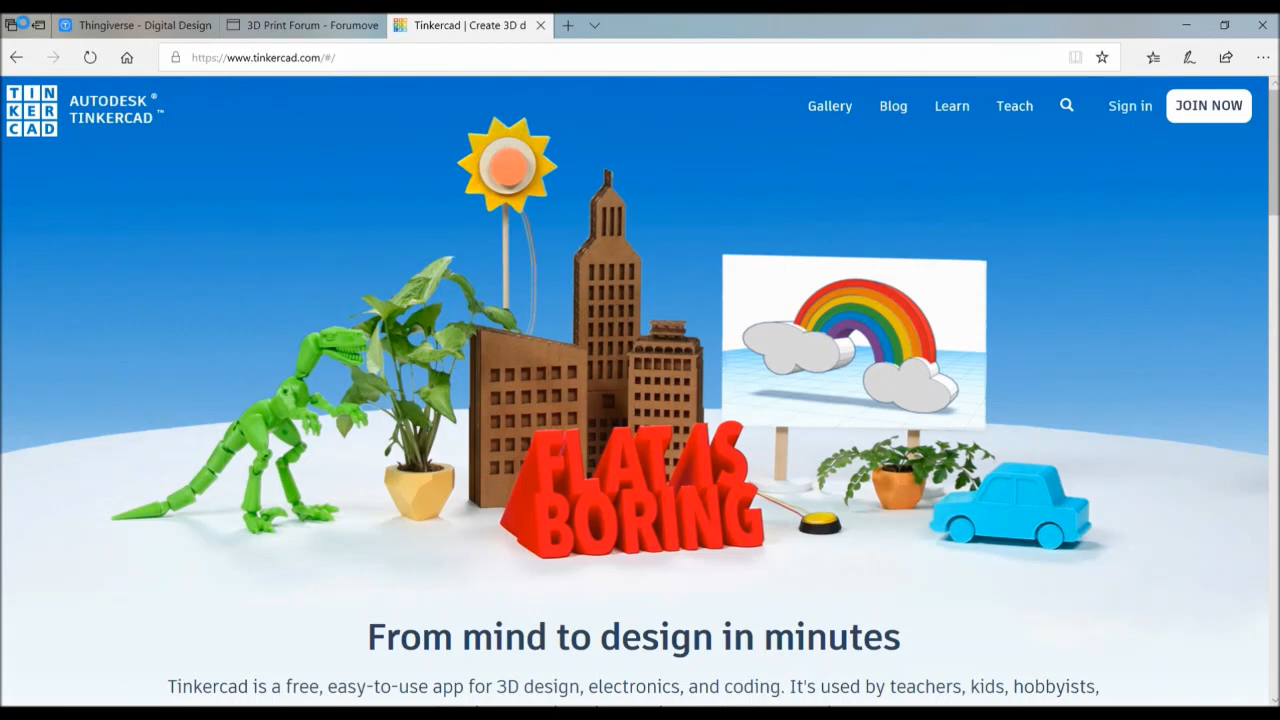 Thingiverse - Digital Design
3D Print Forum - Forumove
Tinkercad | Create 3D d
https://www.tinkercad.com/#/
TIN
KER
CAD
AUTODESK ®
TINKERCAD ™
Gallery
Blog
Learn
Teach
Sign in
JOIN NOW
FLAT IS
BORING
From mind to design in minutes
Tinkercad is a free, easy-to-use app for 3D design, electronics, and coding. It's used by teachers, kids, hobbyists,